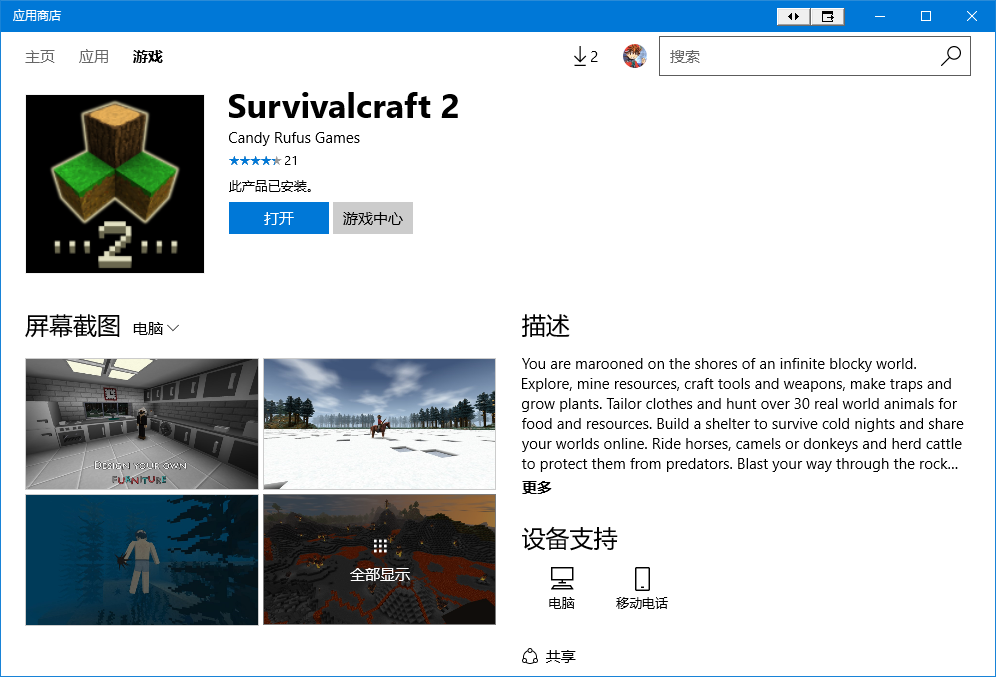 应用商店
主页
应用
游戏
2
搜索
Survivalcraft 2
Candy Rufus Games
21
此产品已安装。
打开
游戏中心
2
屏幕截图
电脑
DESIGN YOUR OWN
FURNITURE
全部显示
描述
You are marooned on the shores of an infinite blocky world.
Explore, mine resources, craft tools and weapons, make traps and
grow plants. Tailor clothes and hunt over 30 real world animals for
food and resources. Build a shelter to survive cold nights and share
your worlds online. Ride horses, camels or donkeys and herd cattle
to protect them from predators. Blast your way through the rock...
更多
设备支持
电脑
移动电话
共享